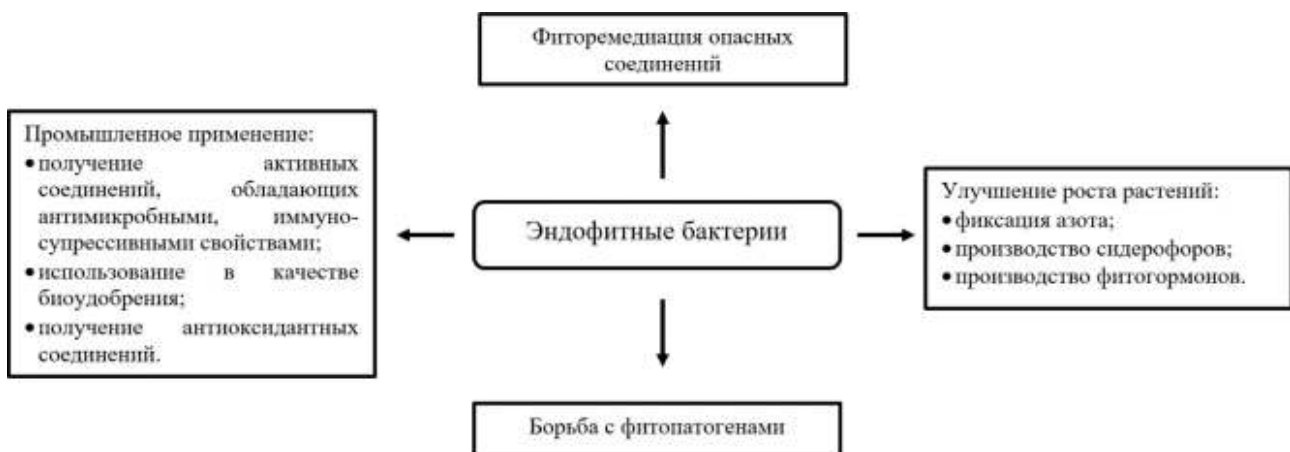 Фиторемедиация опасных
соединений
Промышленное применение:
• получение активных
соединений, обладающих
антимикробными, иммуно-
супрессивными свойствами;
• использование в качестве
биоудобрения;
• получение антиоксидантных
соединений.
Эндофитные бактерии
Улучшение роста растений:
• фиксация азота;
• производство сидерофоров;
• производство фитогормонов.
Борьба с фитопатогенами